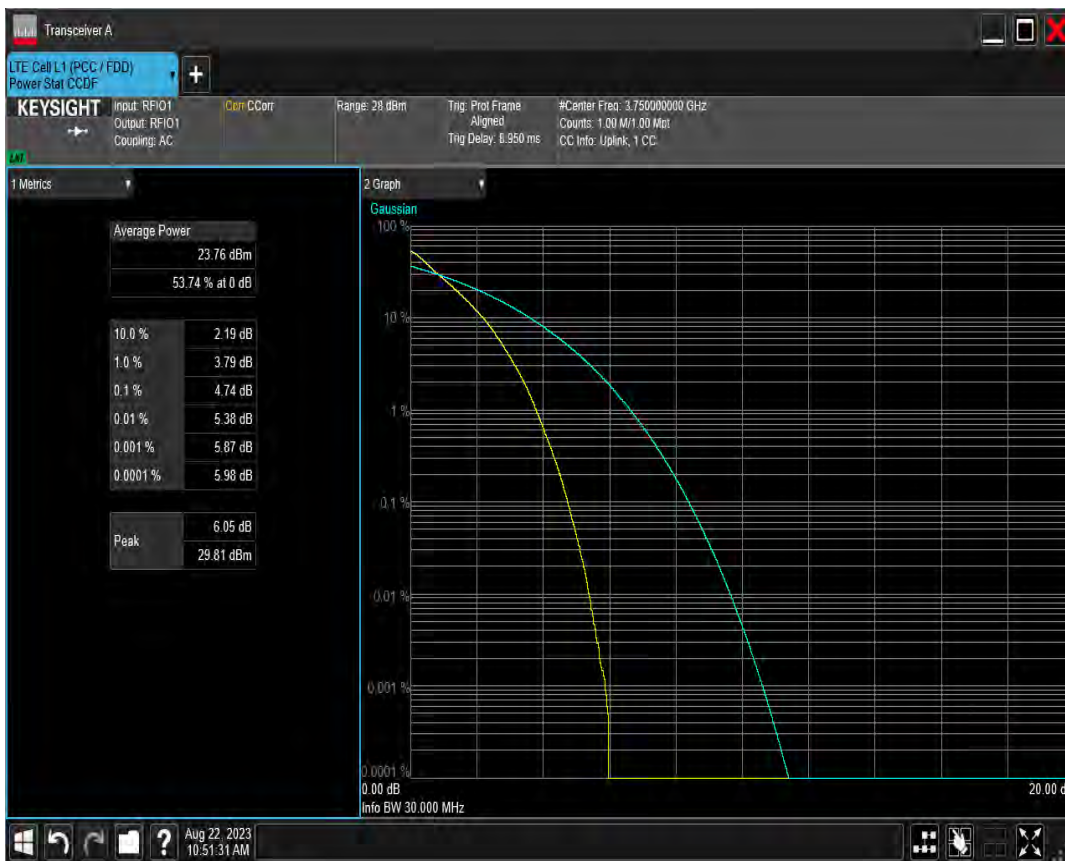 Transceiver A
LTE Cell L1 (PCC / FDD)
Power Stat CCDF
+
KEYSIGHT
Input: RFIO1
Output: RFIO1
Coupling: AC
Corr CCorr
Range: 28 dBm
Trig: Prot Frame
Aligned
Trig Delay: 8.950 ms
#Center Freq: 3.750000000 GHz
Counts: 1.00 M/1.00 Mpt
CC Info: Uplink, 1 CC
1 Metrics
Average Power
23.76 dBm
53.74 % at 0 dB
10.0 % 2.19 dB
1.0 % 3.79 dB
0.1 % 4.74 dB
0.01 % 5.38 dB
0.001 % 5.87 dB
0.0001 % 5.98 dB
Peak
6.05 dB
29.81 dBm
2 Graph
Gaussian
100 %
10 %
1 %
0.1 %
0.01 %
0.001 %
0.0001 %
0.00 dB
20.00 d
Info BW 30.000 MHz
?
Aug 22, 2023
10:51:31 AM